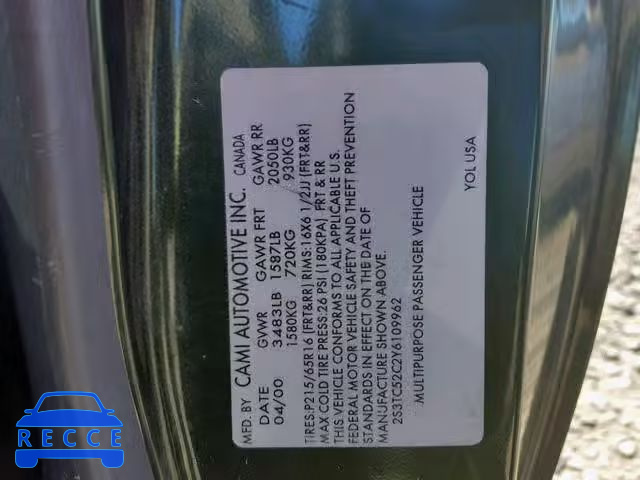 MFD. BY CAMI AUTOMOTIVE INC. CANADA
DATE GVWR GAWR FRT GAWR RR
04/00 3483LB 1587LB 2050LB
1580KG 720KG 930KG
TIRES:P215/65R16 (FRT&RR) RIMS:16X6 1/2JJ (FRT&RR)
MAX COLD TIRE PRESS.26 PSI (180KPA) FRT & RR
THIS VEHICLE CONFORMS TO ALL APPLICABLE U.S.
FEDERAL MOTOR VEHICLE SAFETY AND THEFT PREVENTION
STANDARDS IN EFFECT ON THE DATE OF
MANUFACTURE SHOWN ABOVE.
2S3TC52C2Y6109962
MULTIPURPOSE PASSENGER VEHICLE
YOL USA
RECCE